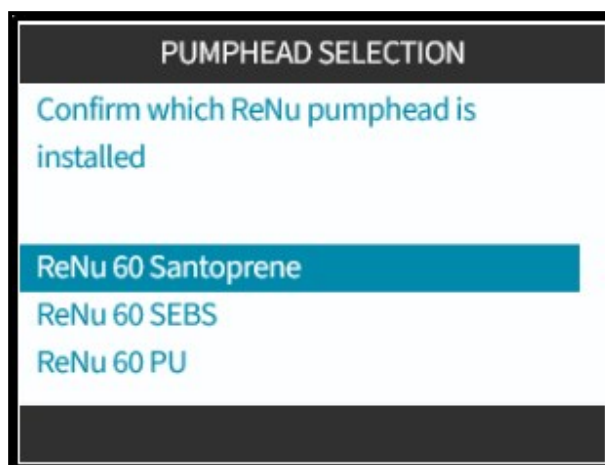 PUMPHEAD SELECTION
Confirm which ReNu pumphead is
installed
ReNu 60 Santoprene
ReNu 60 SEBS
ReNu 60 PU